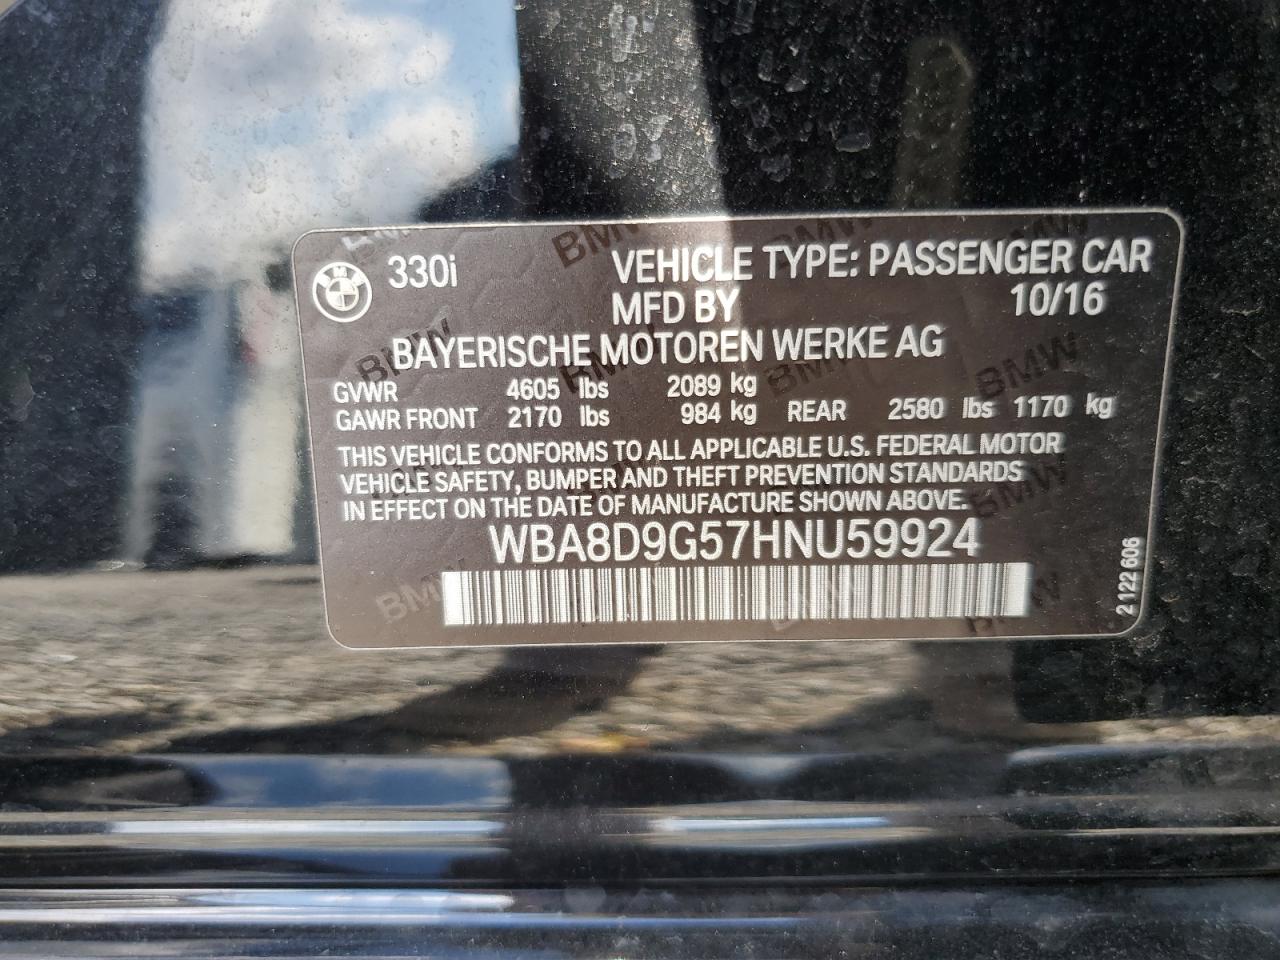 BMW
330i VEHICLE TYPE: PASSENGER CAR
MFD BY 10/16
BAYERISCHE MOTOREN WERKE AG
GVWR 4605 lbs 2089 kg
GAWR FRONT 2170 lbs 984 kg REAR 2580 lbs 1170 kg
THIS VEHICLE CONFORMS TO ALL APPLICABLE U.S. FEDERAL MOTOR
VEHICLE SAFETY, BUMPER AND THEFT PREVENTION STANDARDS
IN EFFECT ON THE DATE OF MANUFACTURE SHOWN ABOVE.
WBA8D9G57HNU59924
2122606